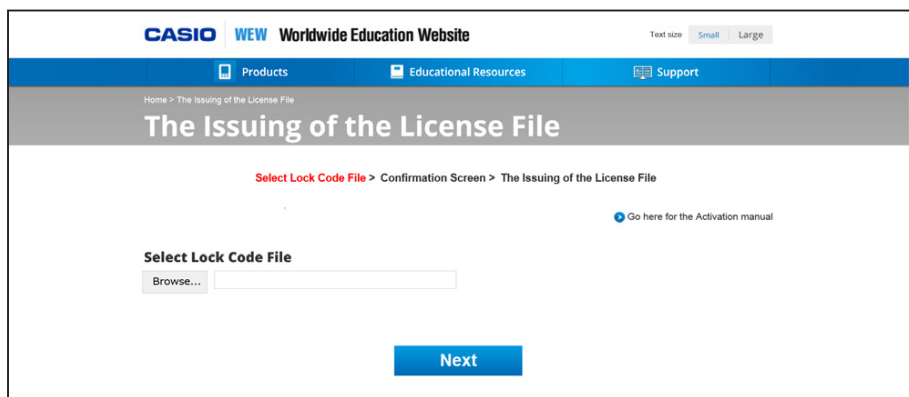 CASIO WEW Worldwide Education Website
Text size Small Large
Products Educational Resources Support
Home > The Issuing of the License File
The Issuing of the License File
Select Lock Code File > Confirmation Screen > The Issuing of the License File
Go here for the Activation manual
Select Lock Code File
Browse...
Next